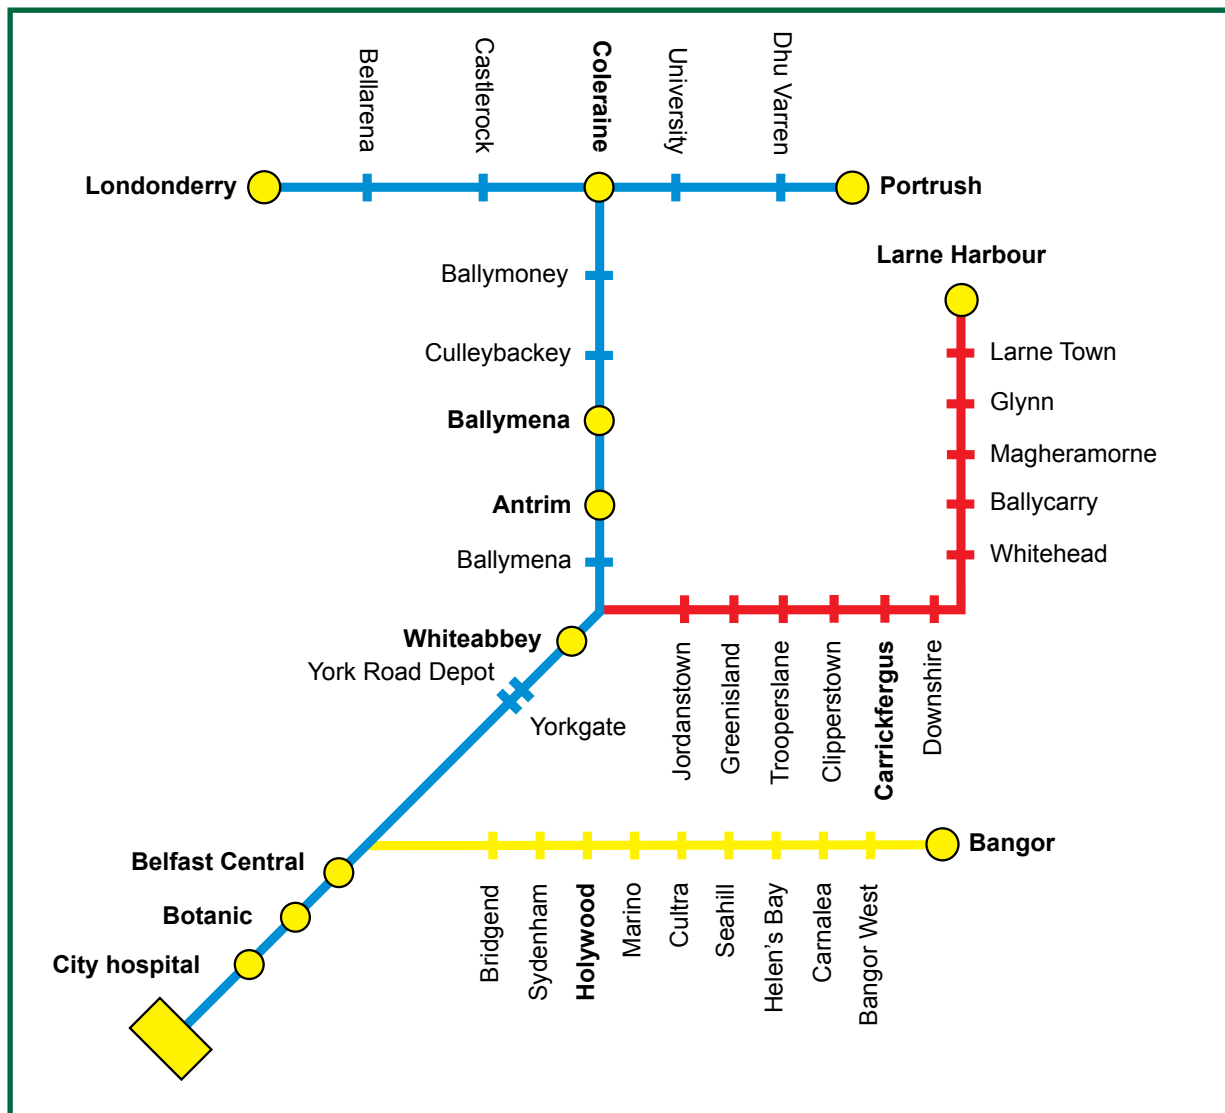 Bellarena
Castlerock
Coleraine
University
Dhu Varren
Londonderry
Portrush
Larne Harbour
Ballymoney
Culleybackey
Ballymena
Antrim
Ballymena
Larne Town
Glynn
Magheramorne
Ballycarry
Whitehead
Whiteabbey
York Road Depot
Yorkgate
Jordanstown
Greenisland
Trooperslane
Clipperstown
Carrickfergus
Downshire
Belfast Central
Botanic
City hospital
Bangor
Bridgend
Sydenham
Holywood
Marino
Cultra
Seahill
Helen's Bay
Carnalea
Bangor West